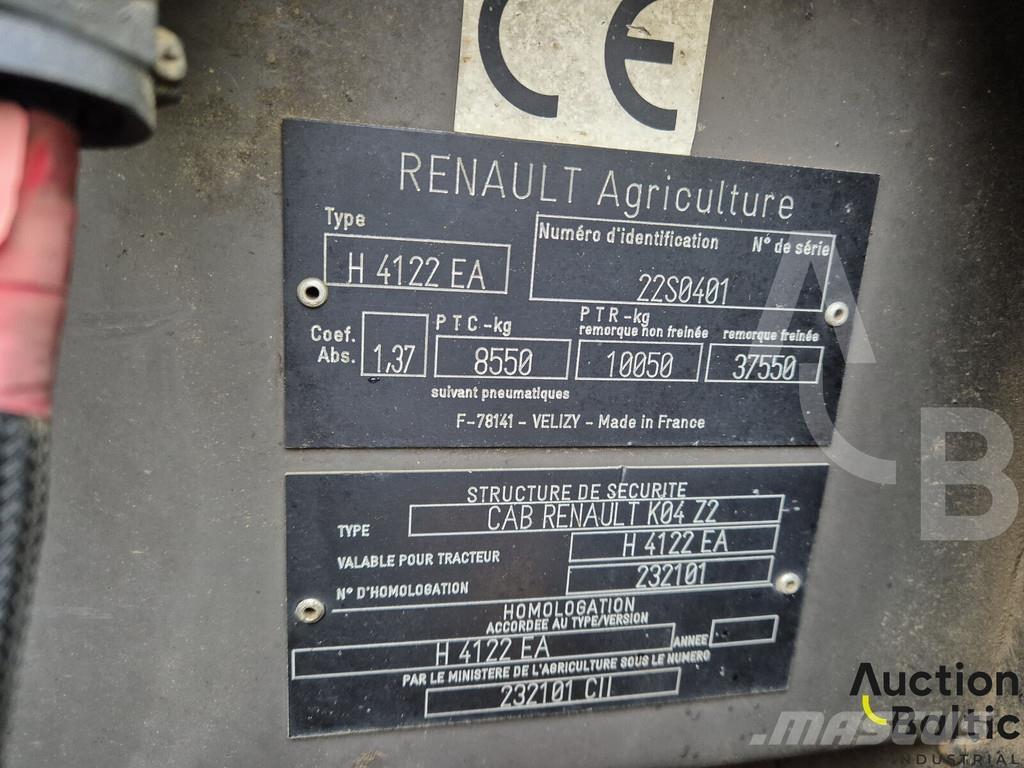 CE
RENAULT Agriculture
Type
Numéro d'identification N° de série
H 4122 EA
22S0401
Coef. Abs.
1,37
PTC-kg
8550
PTR-kg
remorque non freinée
10050
remorque freinée
37550
suivant pneumatiques
F-78141 - VELIZY - Made in France
STRUCTURE DE SÉCURITÉ
TYPE CAB RENAULT K04 Z2
VALABLE POUR TRACTEUR H 4122 EA
N° D'HOMOLOGATION 232101
HOMOLOGATION
ACCORDEE AU TYPE/VERSION
H 4122 EA ANNEE
PAR LE MINISTERE DE L'AGRICULTURE SOUS LE NUMERO
232101 CII
AB
Auction
Baltic
INDUSTRIAL
MASCUS